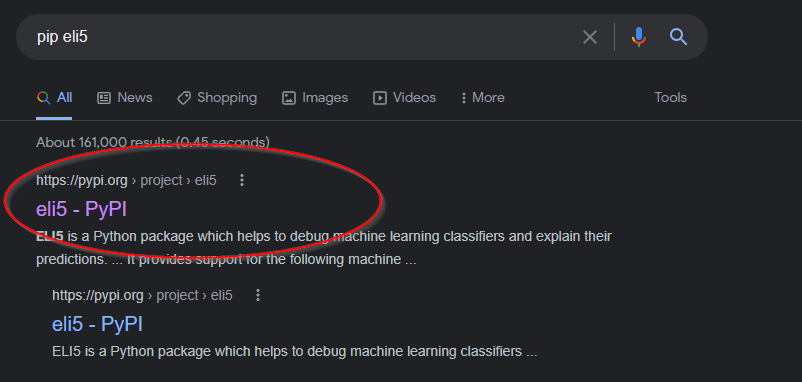 pip eli5
All News Shopping Images Videos More Tools
About 161,000 results (0.45 seconds)
https://pypi.org › project › eli5
eli5 - PyPI
ELI5 is a Python package which helps to debug machine learning classifiers and explain their
predictions. ... It provides support for the following machine ...
https://pypi.org › project › eli5
eli5 - PyPI
ELI5 is a Python package which helps to debug machine learning classifiers ...